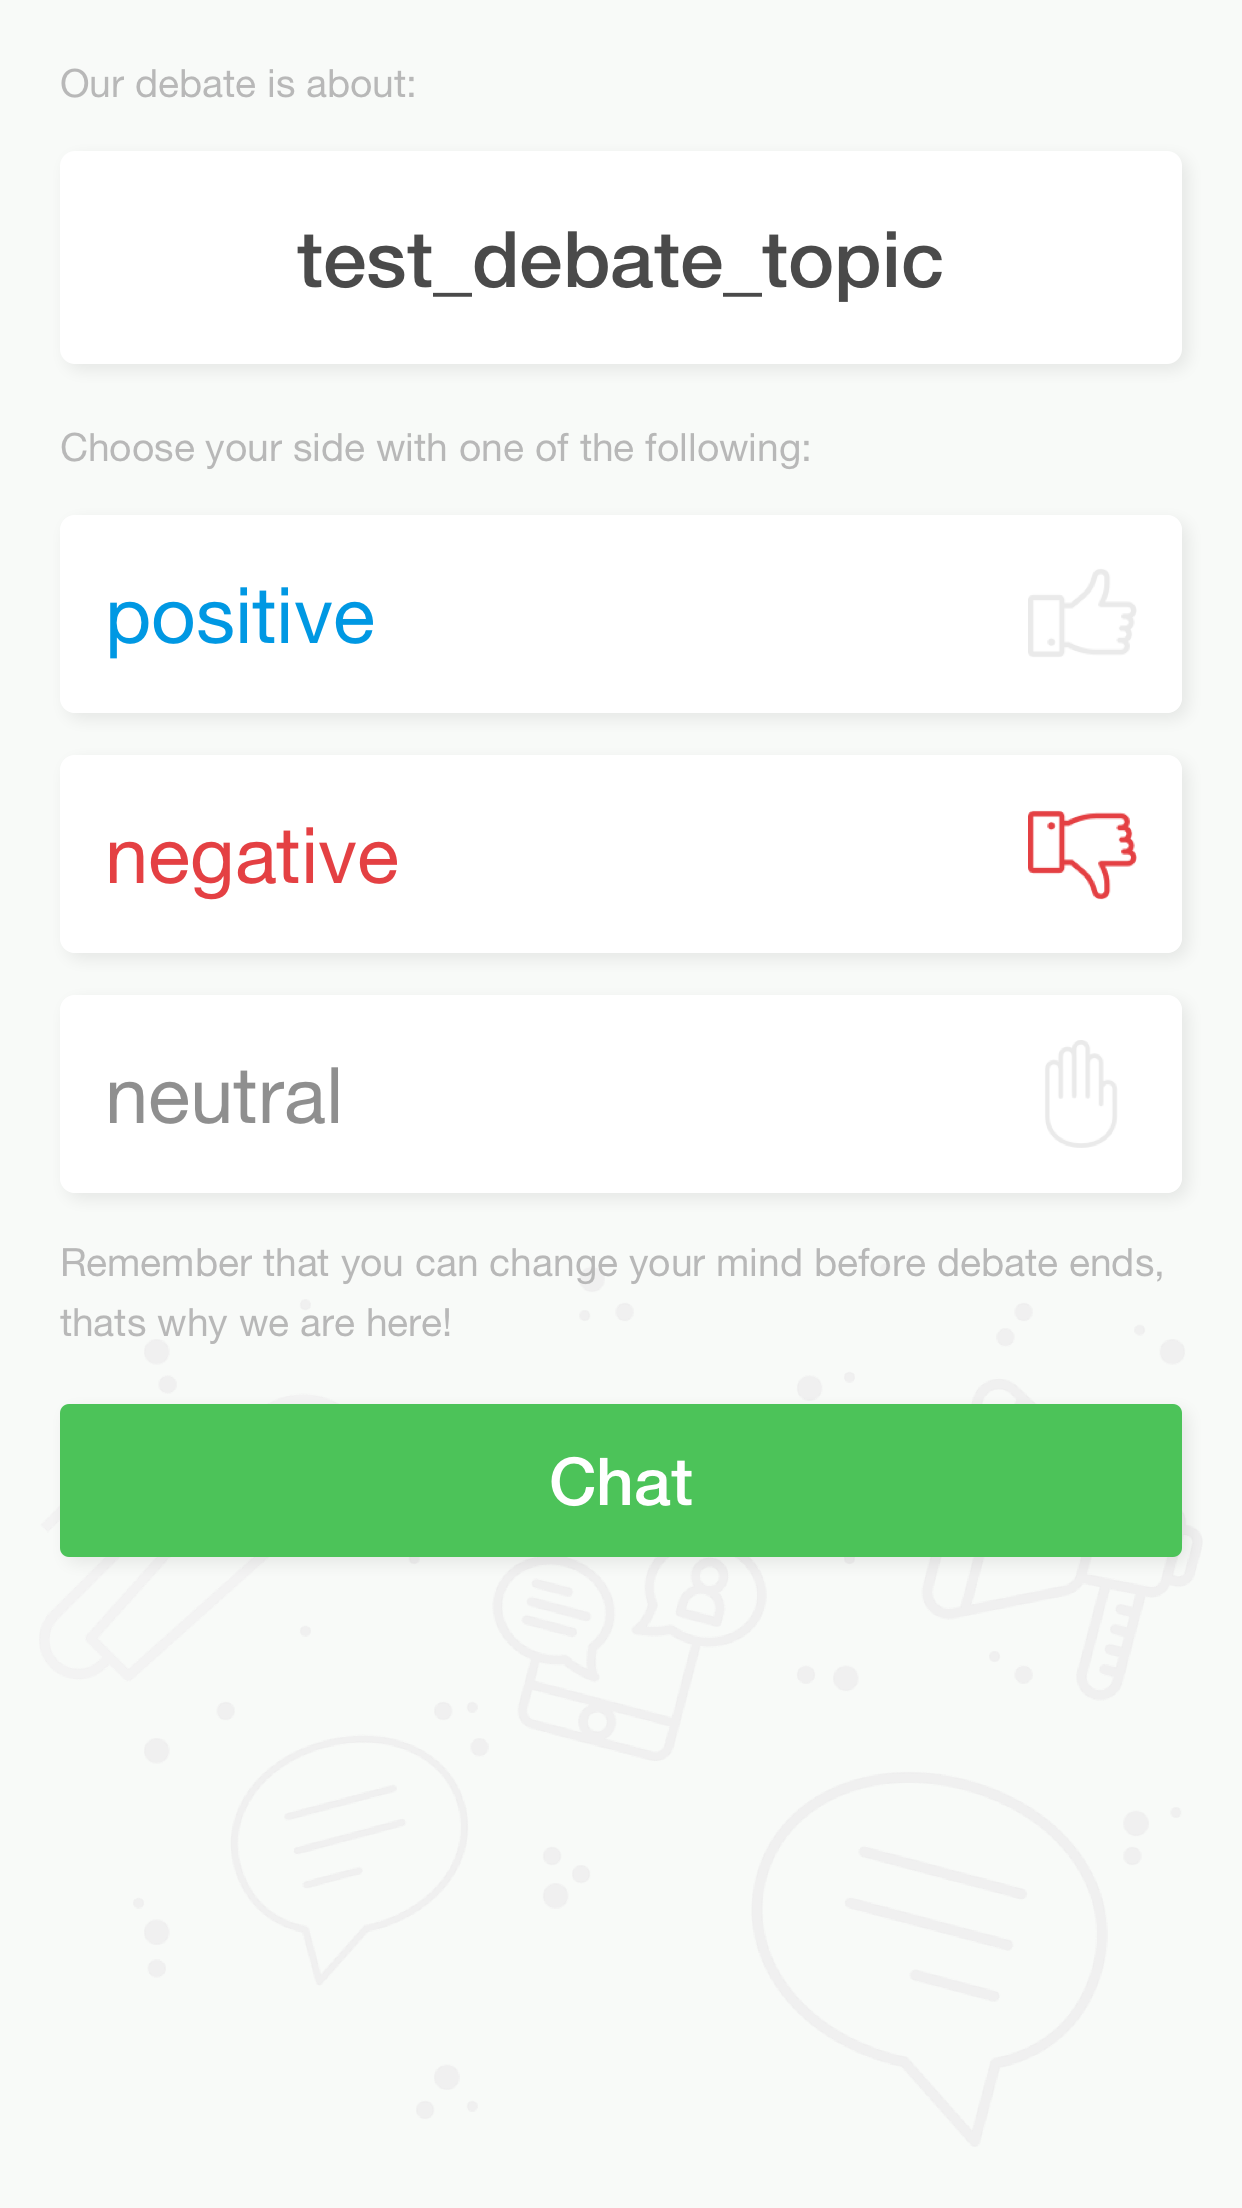 Our debate is about:
test_debate_topic
Choose your side with one of the following:
positive
negative
neutral
Remember that you can change your mind before debate ends,
thats why we are here!
Chat